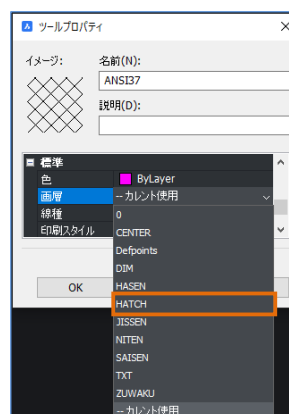 ツールプロパティ
イメージ:
名前(N):
ANSI37
説明(D):
標準
色 ByLayer
画層 -- カレント使用
線種 0
印刷スタイル CENTER
Defpoints
DIM
OK HASEN
HATCH
JISSEN
NITEN
SAISEN
TXT
ZUWAKU
-- カレント使用